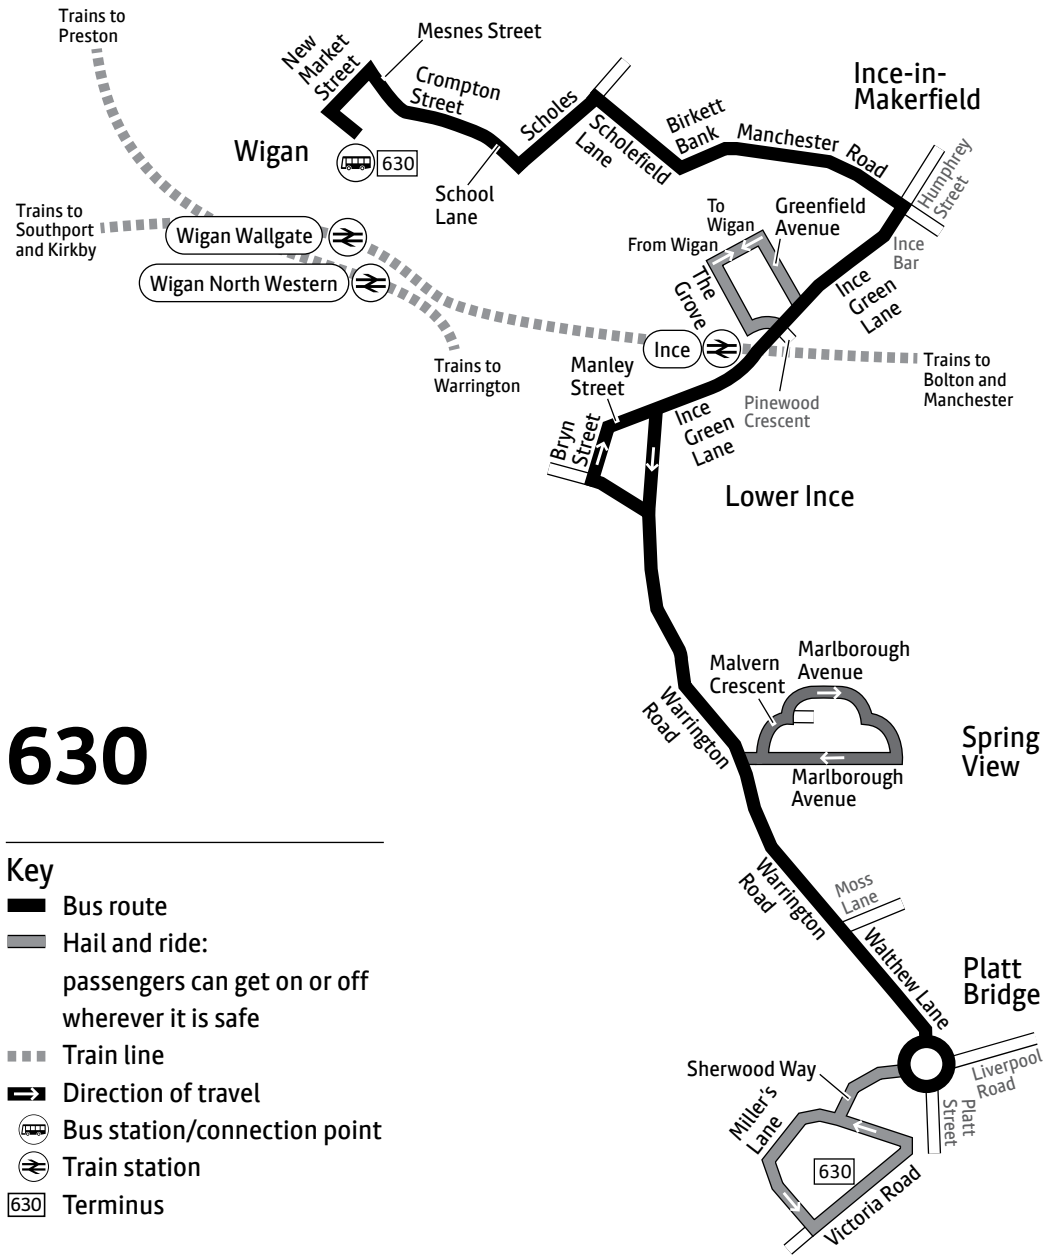 Trains to
Preston
New
Market
Street
Mesnes Street
Crompton
Street
Scholes
Scholefield
Lane
Birkett
Bank
Manchester Road
Ince-in-
Makerfield
Wigan
630
School
Lane
Humphrey
Street
Trains to
Southport
and Kirkby
Wigan Wallgate
Wigan North Western
To
Wigan
From Wigan
Greenfield
Avenue
The
Grove
Ince
Bar
Ince
Green
Lane
Trains to
Warrington
Ince
Manley
Street
Trains to
Bolton and
Manchester
Pinewood
Crescent
Ince
Green
Lane
Bryn
Street
Lower Ince
Malvern
Crescent
Marlborough
Avenue
Warrington
Road
Marlborough
Avenue
Spring
View
630
Key
Bus route
Hail and ride:
passengers can get on or off
wherever it is safe
Train line
Direction of travel
Bus station/connection point
Train station
630
Terminus
Warrington
Road
Moss
Lane
Walthew Lane
Platt
Bridge
Sherwood Way
Liverpool
Road
Platt
Street
Miller's
Lane
630
Victoria Road